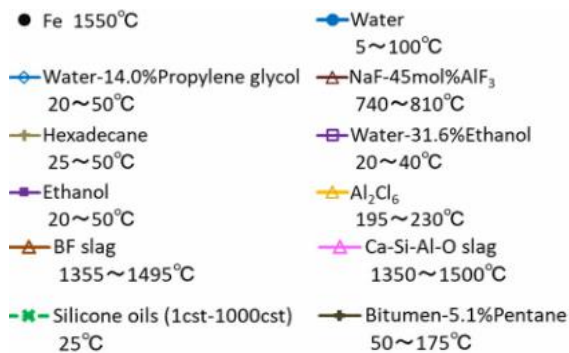 Fe 1550℃
Water
5～100℃
Water-14.0%Propylene glycol
20～50℃
NaF-45mol%AlF₃
740～810℃
Hexadecane
25～50℃
Water-31.6%Ethanol
20～40℃
Ethanol
20～50℃
Al₂Cl₆
195～230℃
BF slag
1355～1495℃
Ca-Si-Al-O slag
1350～1500℃
Silicone oils (1cst-1000cst)
25℃
Bitumen-5.1%Pentane
50～175℃